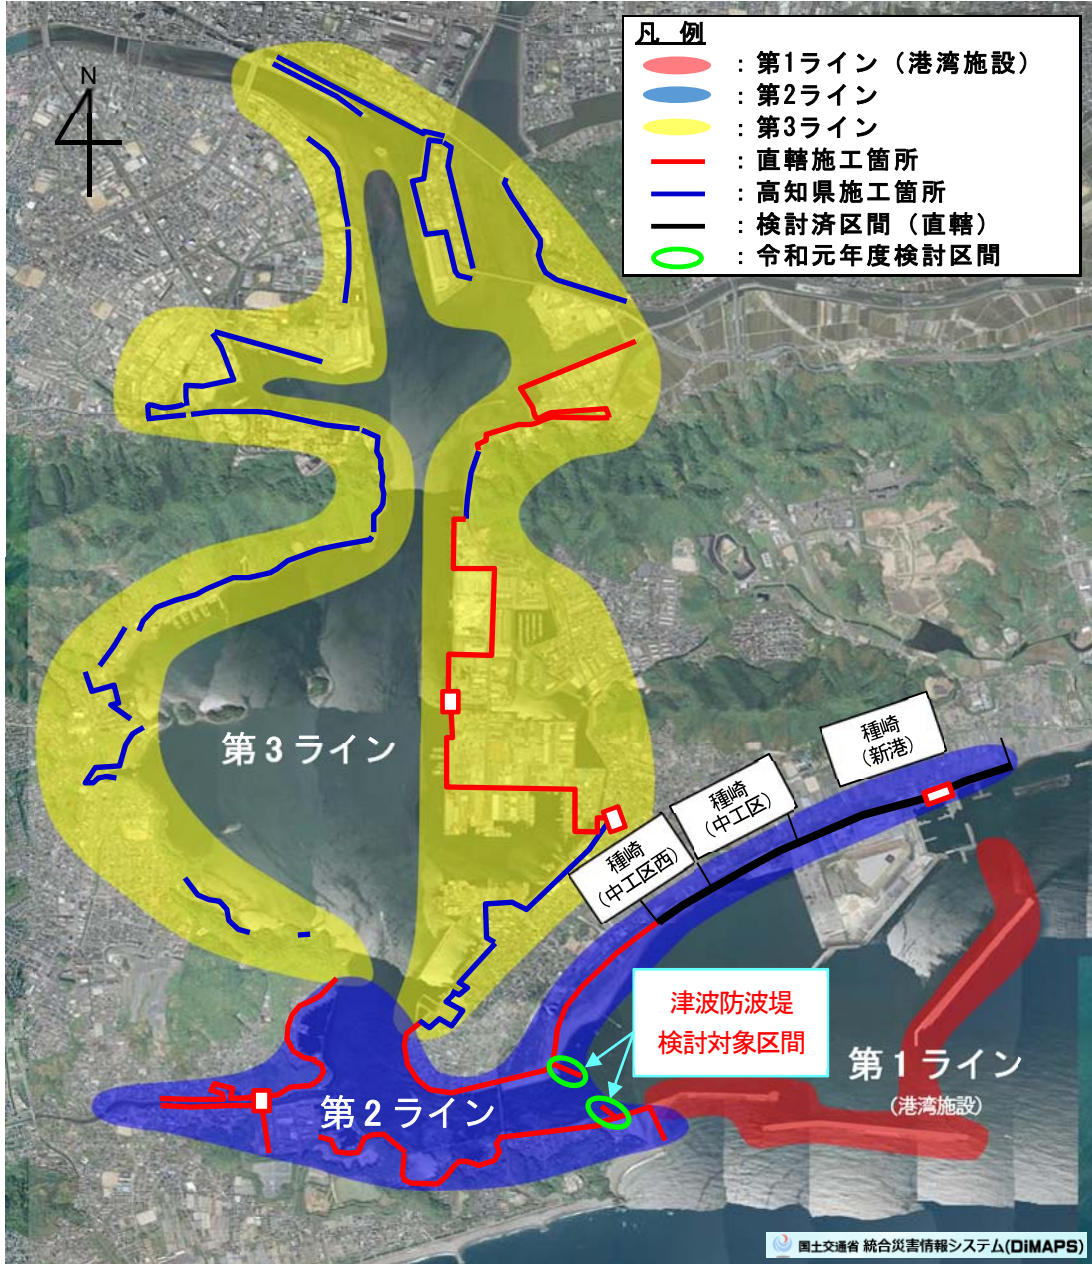 凡 例
：第1ライン（港湾施設）
：第2ライン
：第3ライン
：直轄施工箇所
：高知県施工箇所
：検討済区間（直轄）
：令和元年度検討区間
N
種崎
（新港）
種崎
（中工区）
種崎
（中工区西）
第３ライン
津波防波堤
検討対象区間
第１ライン
(港湾施設)
第２ライン
国土交通省 統合災害情報システム(DiMAPS)